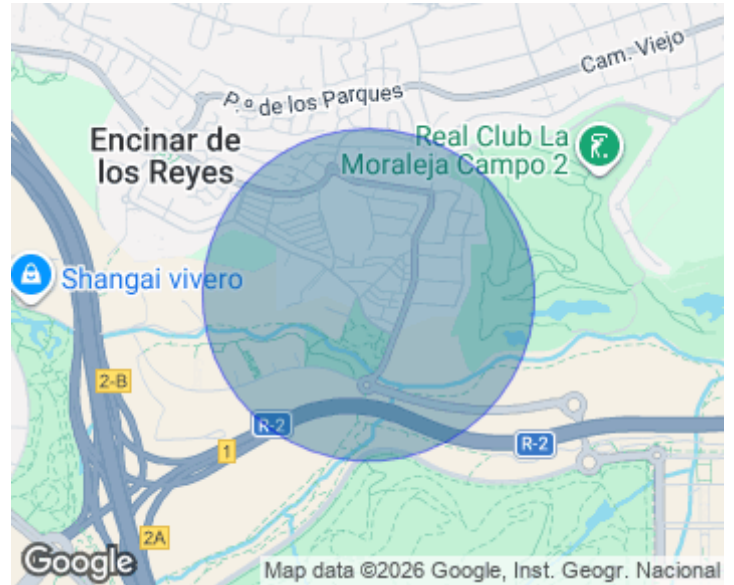 Cam. Viejo
P.º de los Parques
Encinar de
los Reyes
Real Club La
Moraleja Campo 2
Shangai vivero
2-B
R-2
1
R-2
2A
Google
Map data ©2026 Google, Inst. Geogr. Nacional